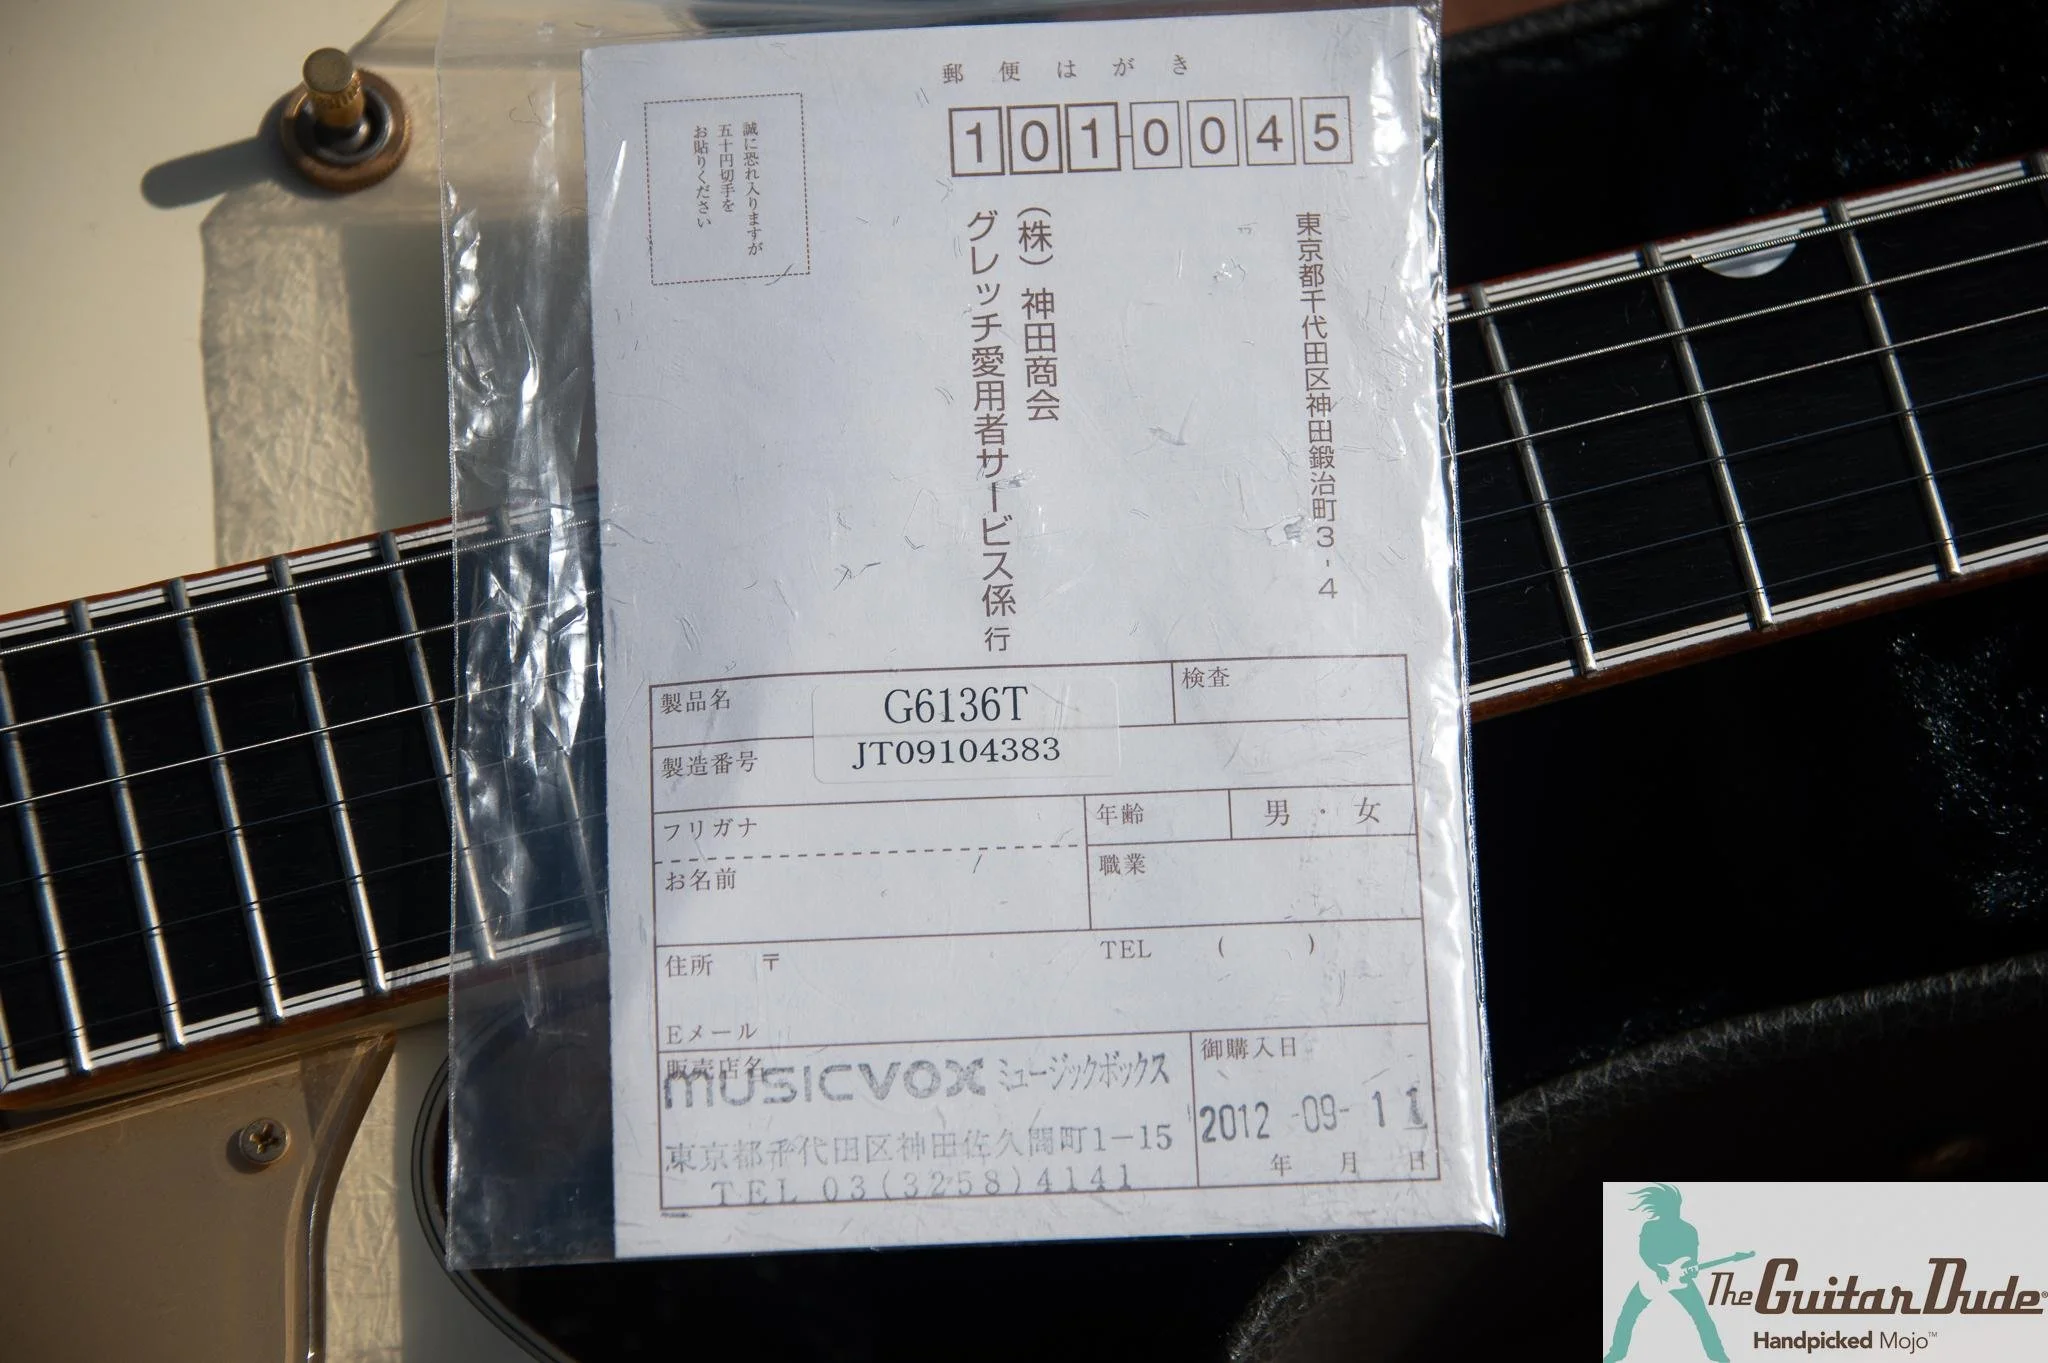 郵便はがき
101-0045
誠に恐れ入りますが
五十円切手を
お貼りください
東京都千代田区神田鍛治町3-4
(株)神田商会
グレッチ愛用者サービス係 行
製品名 G6136T
検査
製造番号 JT09104383
フリガナ
年齢
男・女
お名前
職業
住所 〒
TEL ( )
Eメール
販売店名
MUSICVOX ミュージックボックス
東京都千代田区神田佐久間町1-15
TEL 03(3258)4141
御購入日
2012 -09- 11
年 月 日
The Guitar Dude®
Handpicked Mojo™